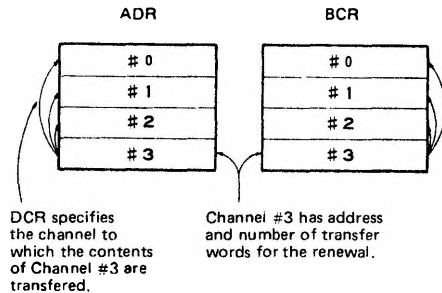 ADR BCR
# 0 # 0
# 1 # 1
# 2 # 2
# 3 # 3
DCR specifies
the channel to
which the contents
of Channel #3 are
transfered.
Channel #3 has address
and number of transfer
words for the renewal.